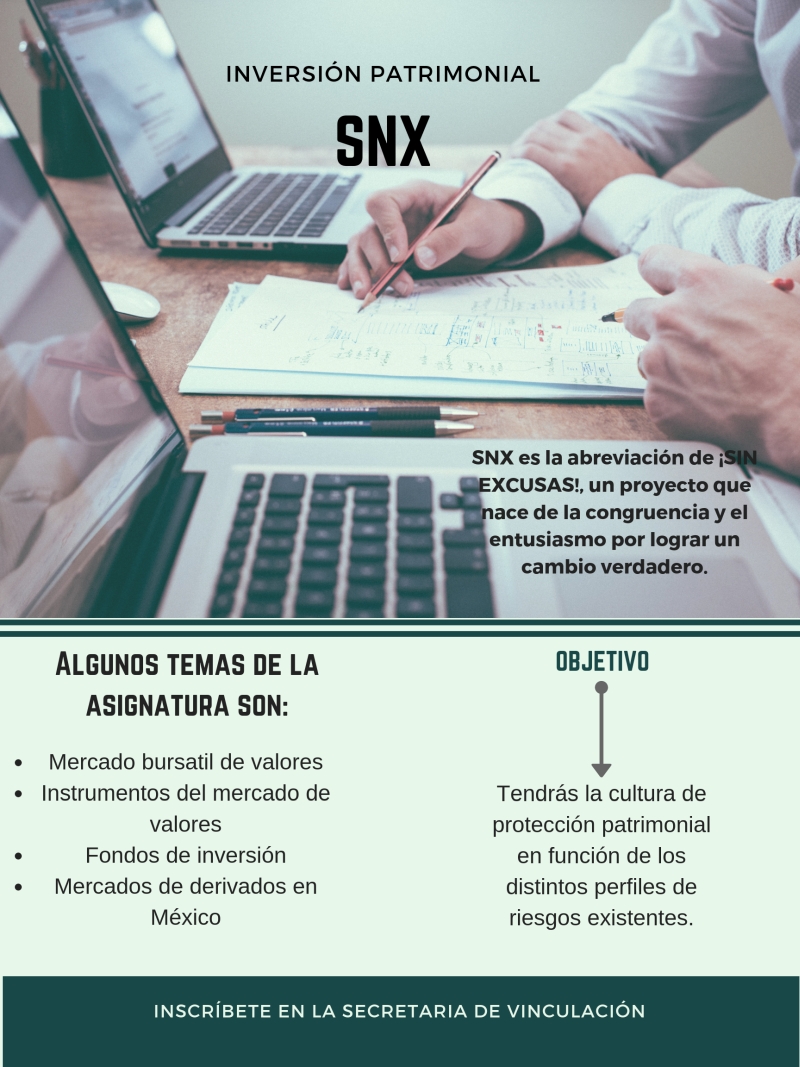 INVERSIÓN PATRIMONIAL
SNX
SNX es la abreviación de ¡SIN
EXCUSAS!, un proyecto que
nace de la congruencia y el
entusiasmo por lograr un
cambio verdadero.
ALGUNOS TEMAS DE LA
ASIGNATURA SON:
• Mercado bursatil de valores
• Instrumentos del mercado de
valores
• Fondos de inversión
• Mercados de derivados en
México
OBJETIVO
Tendrás la cultura de
protección patrimonial
en función de los
distintos perfiles de
riesgos existentes.
INSCRÍBETE EN LA SECRETARIA DE VINCULACIÓN